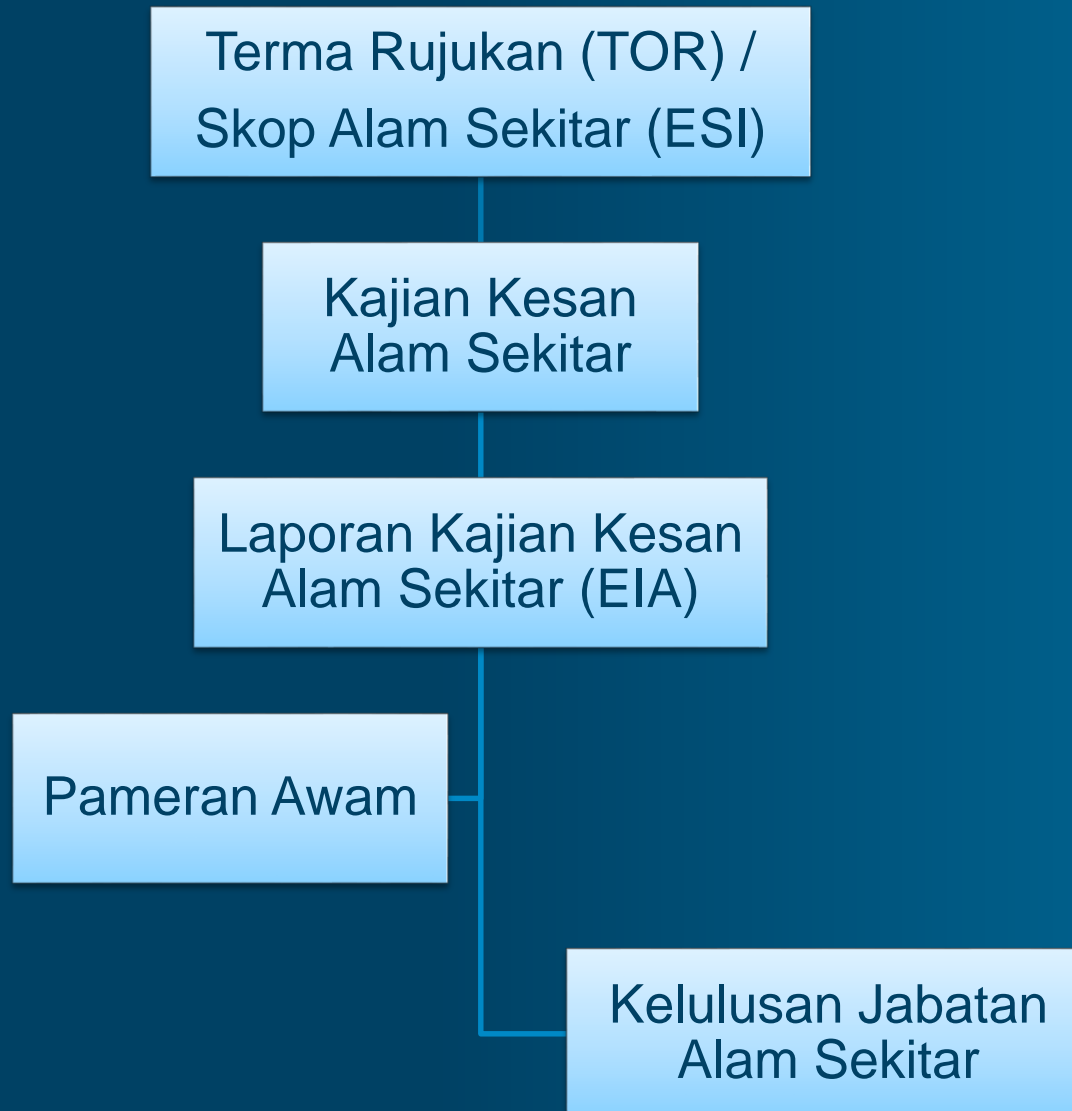 Terma Rujukan (TOR) /
Skop Alam Sekitar (ESI)
Kajian Kesan
Alam Sekitar
Laporan Kajian Kesan
Alam Sekitar (EIA)
Pameran Awam
Kelulusan Jabatan
Alam Sekitar